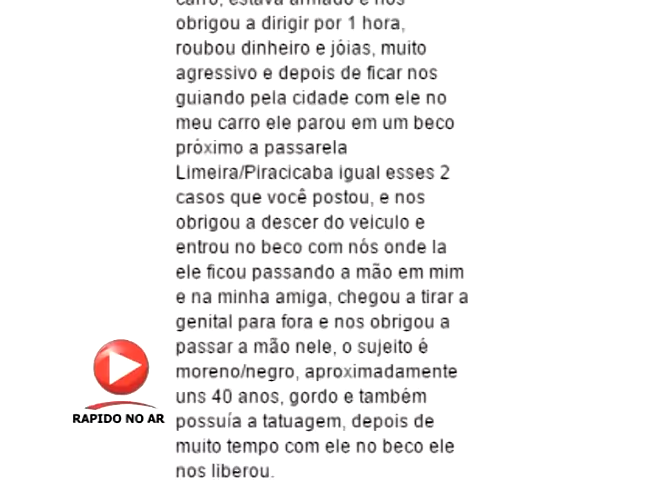 carro, estava armado e nos
obrigou a dirigir por 1 hora,
roubou dinheiro e jóias, muito
agressivo e depois de ficar nos
guiando pela cidade com ele no
meu carro ele parou em um beco
próximo a passarela
Limeira/Piracicaba igual esses 2
casos que você postou, e nos
obrigou a descer do veiculo e
entrou no beco com nós onde la
ele ficou passando a mão em mim
e na minha amiga, chegou a tirar a
genital para fora e nos obrigou a
passar a mão nele, o sujeito é
moreno/negro, aproximadamente
uns 40 anos, gordo e também
possuía a tatuagem, depois de
muito tempo com ele no beco ele
nos liberou.
RAPIDO NO AR